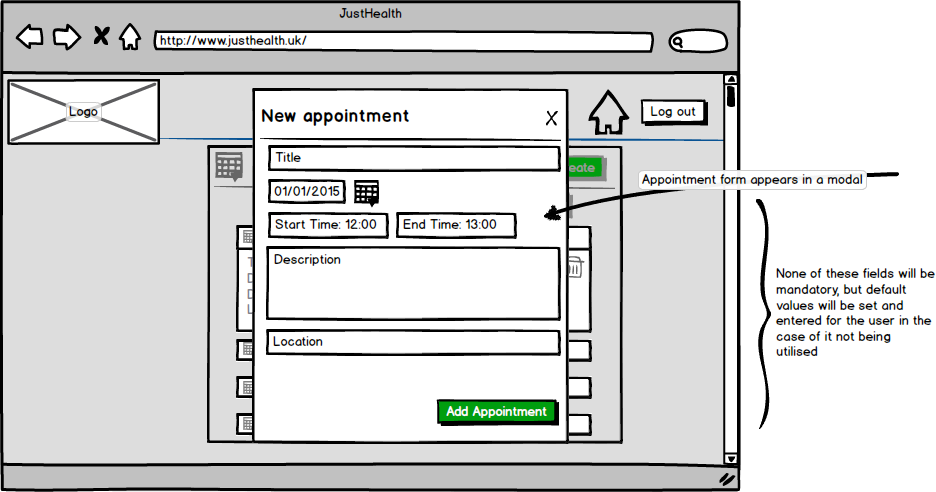 JustHealth
http://www.justhealth.uk/
Logo
Log out
New appointment
X
Title
eate
01/01/2015
Appointment form appears in a modal
Start Time: 12:00
End Time: 13:00
Description
Location
Add Appointment
None of these fields will be
mandatory, but default
values will be set and
entered for the user in the
case of it not being
utilised